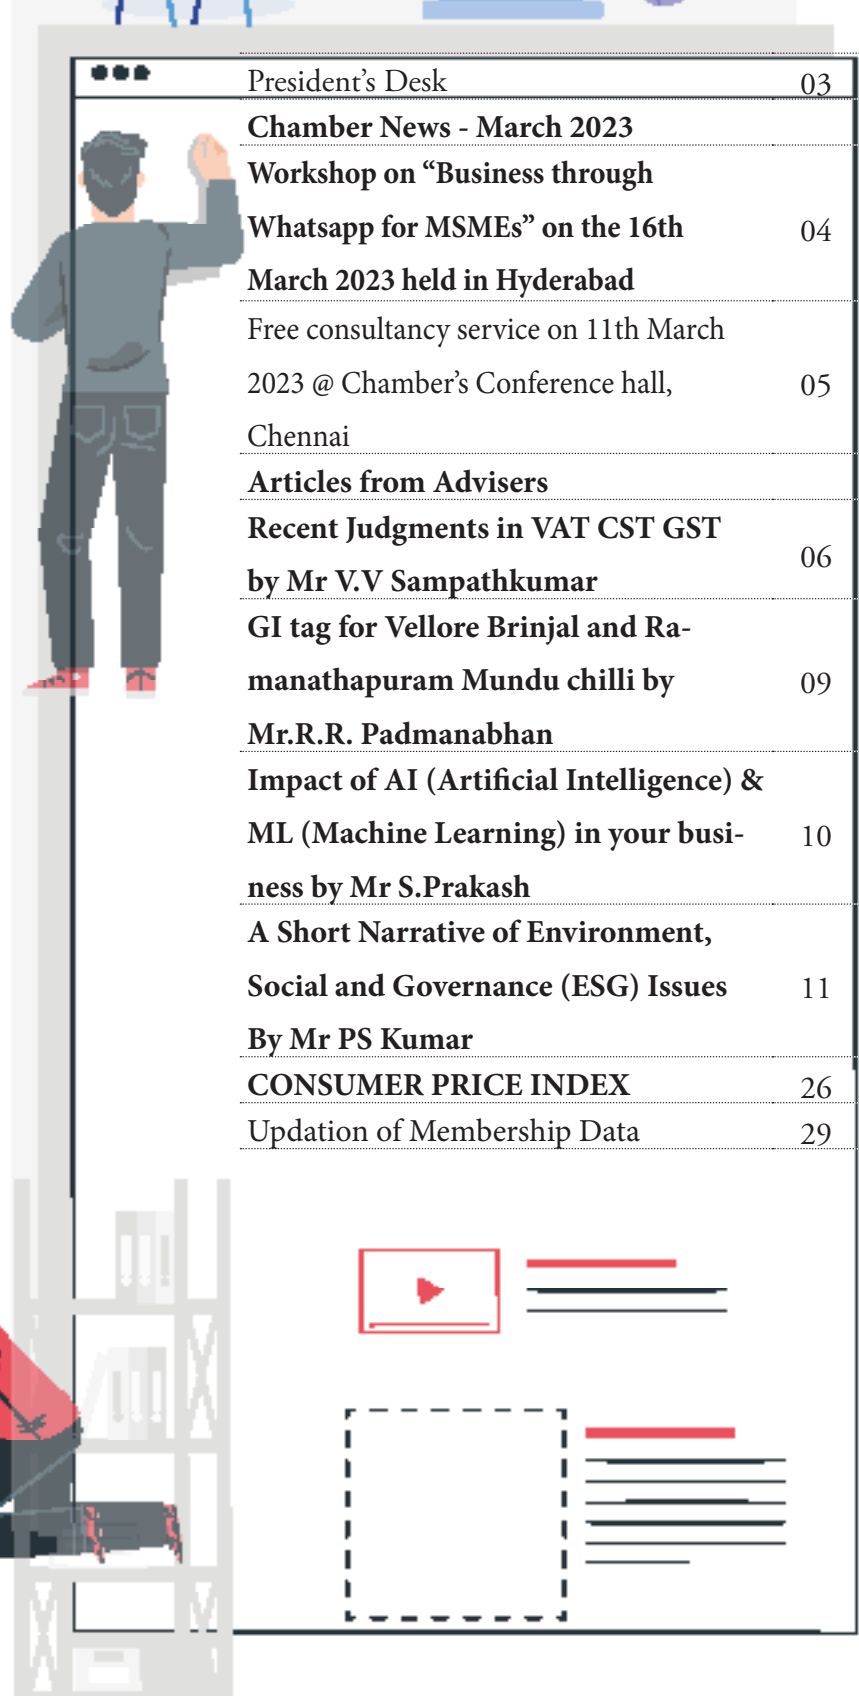 President’s Desk 03
Chamber News - March 2023
Workshop on “Business through
Whatsapp for MSMEs” on the 16th 04
March 2023 held in Hyderabad
Free consultancy service on 11th March
2023 @ Chamber’s Conference hall, 05
Chennai
Articles from Advisers
Recent Judgments in VAT CST GST
by Mr V.V Sampathkumar 06
GI tag for Vellore Brinjal and Ra-
manathapuram Mundu chilli by 09
Mr.R.R. Padmanabhan
Impact of AI (Artificial Intelligence) &
ML (Machine Learning) in your busi- 10
ness by Mr S.Prakash
A Short Narrative of Environment,
Social and Governance (ESG) Issues 11
By Mr PS Kumar
CONSUMER PRICE INDEX 26
Updation of Membership Data 29